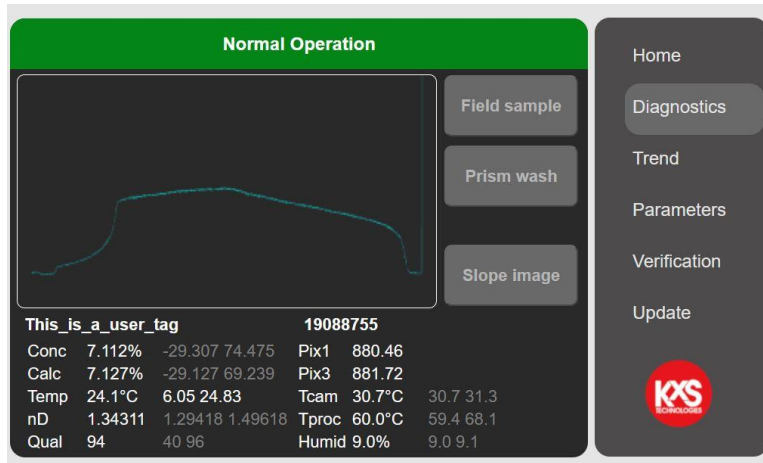 Normal Operation
Field sample
Prism wash
Slope image
This_is_a_user_tag 19088755
Conc 7.112% -29.307 74.475 Pix1 880.46
Calc 7.127% -29.127 69.239 Pix3 881.72
Temp 24.1°C 6.05 24.83 Tcam 30.7°C 30.7 31.3
nD 1.34311 1.29418 1.49618 Tproc 60.0°C 59.4 68.1
Qual 94 40 96 Humid 9.0% 9.0 9.1
Home
Diagnostics
Trend
Parameters
Verification
Update
KXS
TECHNOLOGIES